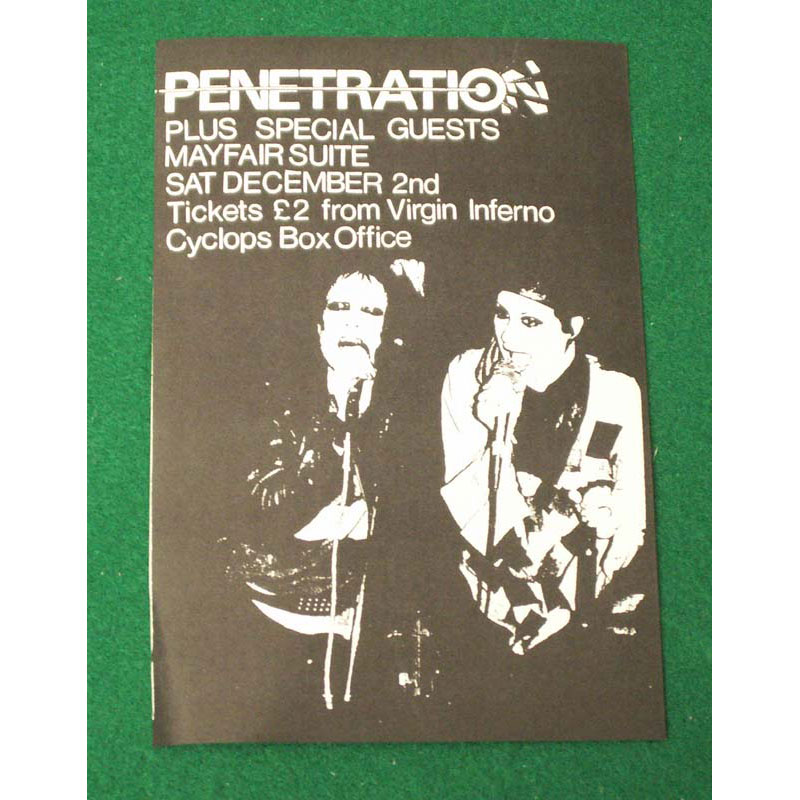 PENETRATION
PLUS SPECIAL GUESTS
MAYFAIR SUITE
SAT DECEMBER 2nd
Tickets £2 from Virgin Inferno
Cyclops Box Office